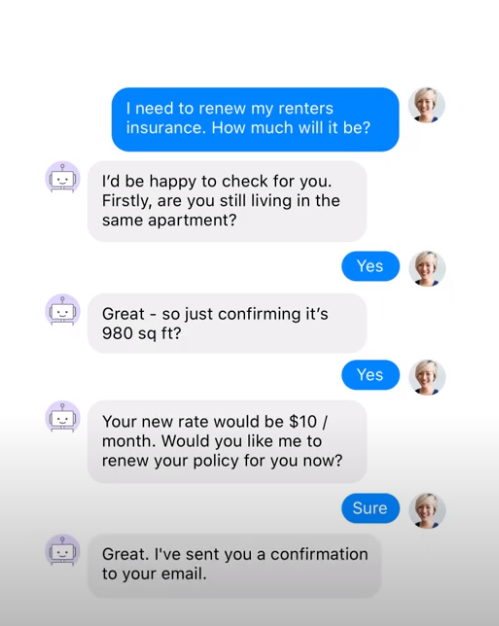 I need to renew my renters
insurance. How much will it be?
I’d be happy to check for you.
Firstly, are you still living in the
same apartment?
Yes
Great - so just confirming it’s
980 sq ft?
Yes
Your new rate would be $10 /
month. Would you like me to
renew your policy for you now?
Sure
Great. I've sent you a confirmation
to your email.